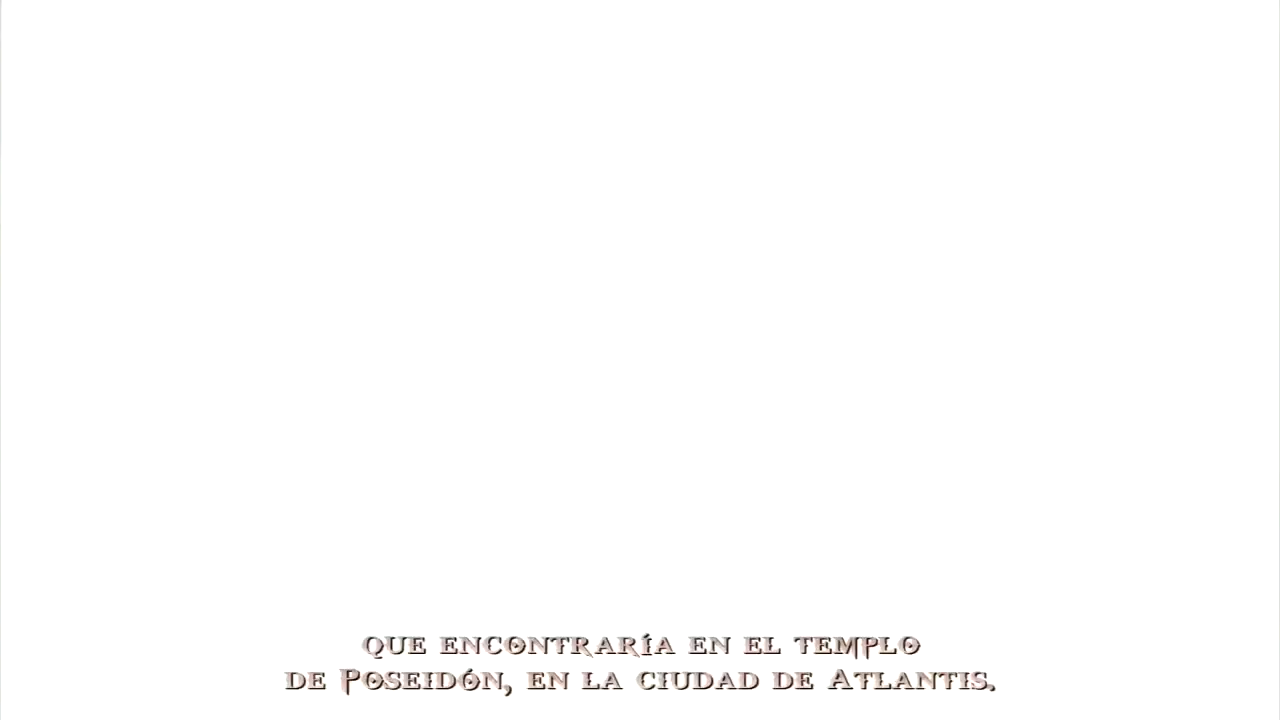 QUE ENCONTRARÍA EN EL TEMPLO
DE POSEIDÓN, EN LA CIUDAD DE ATLANTIS.